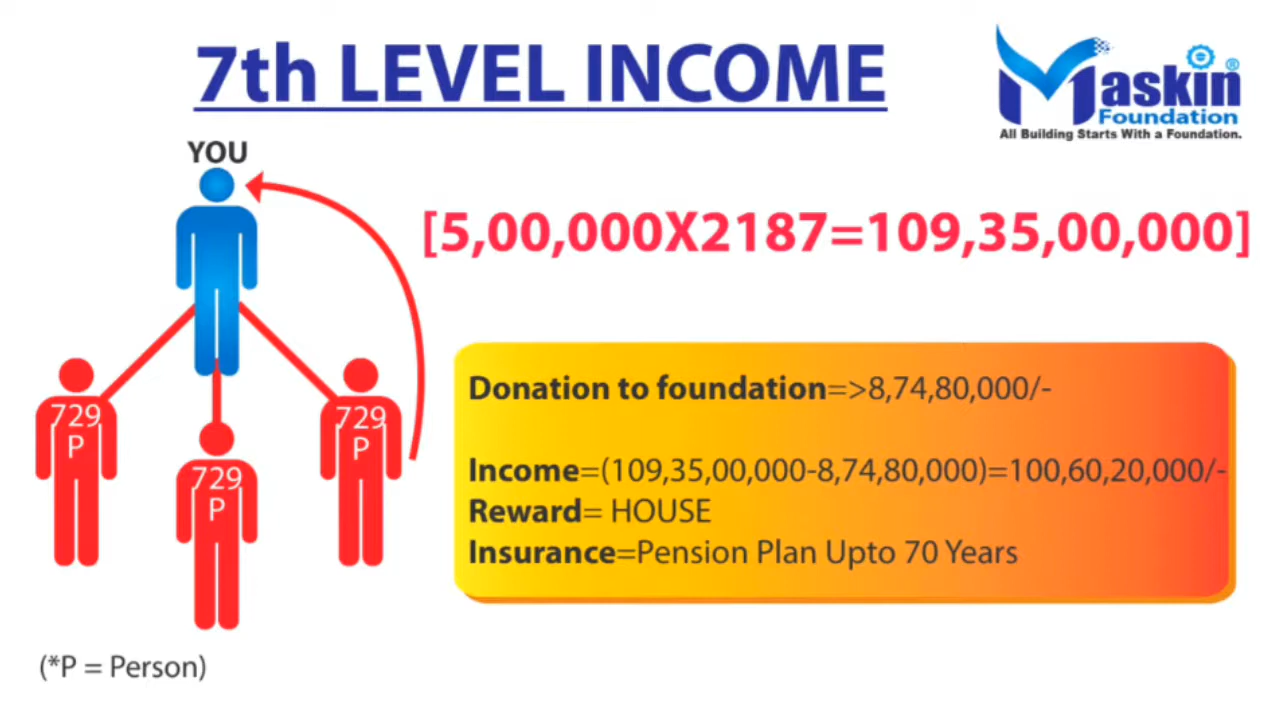 7th LEVEL INCOME
Maskin®
Foundation
All Building Starts With a Foundation.
YOU
[5,00,000X2187=109,35,00,000]
729
P
729
P
729
P
Donation to foundation=>8,74,80,000/-
Income=(109,35,00,000-8,74,80,000)=100,60,20,000/-
Reward= HOUSE
Insurance=Pension Plan Upto 70 Years
(*P = Person)